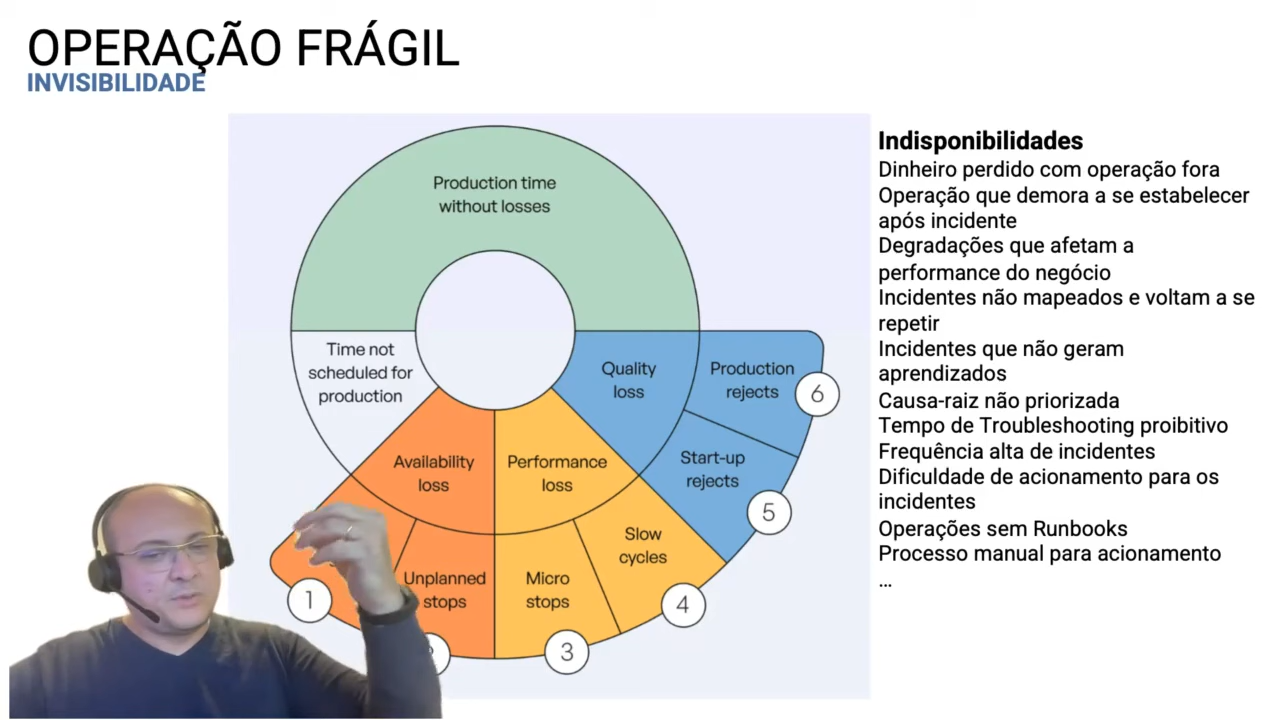 OPERAÇÃO FRÁGIL
INVISIBILIDADE
Production time
without losses
Time not
scheduled for
production
Availability
loss
Performance
loss
Quality
loss
Production
rejects
6
Start-up
rejects
5
Slow
cycles
4
Micro
stops
3
Unplanned
stops
1
Indisponibilidades
Dinheiro perdido com operação fora
Operação que demora a se estabelecer
após incidente
Degradações que afetam a
performance do negócio
Incidentes não mapeados e voltam a se
repetir
Incidentes que não geram
aprendizados
Causa-raiz não priorizada
Tempo de Troubleshooting proibitivo
Frequência alta de incidentes
Dificuldade de acionamento para os
incidentes
Operações sem Runbooks
Processo manual para acionamento
...